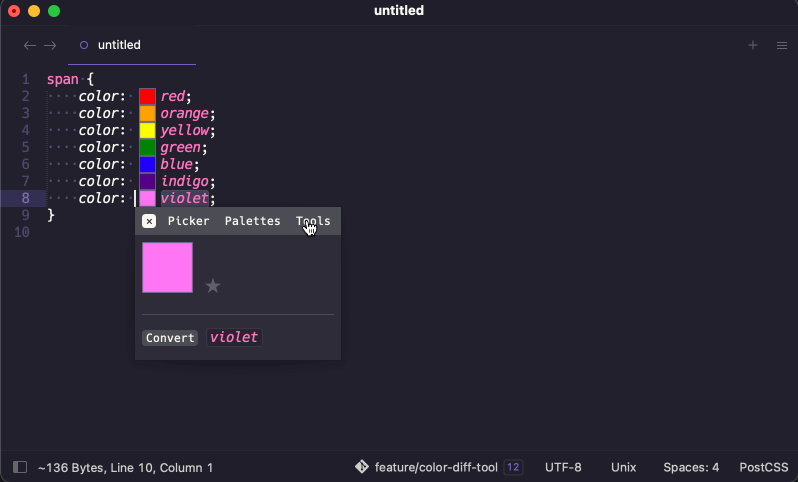 untitled
untitled
1 span {
2 color: red;
3 color: orange;
4 color: yellow;
5 color: green;
6 color: blue;
7 color: indigo;
8 color: violet;
9 }
10
Picker Palettes Tools
Convert violet
~136 Bytes, Line 10, Column 1 feature/color-diff-tool 12 UTF-8 Unix Spaces: 4 PostCSS